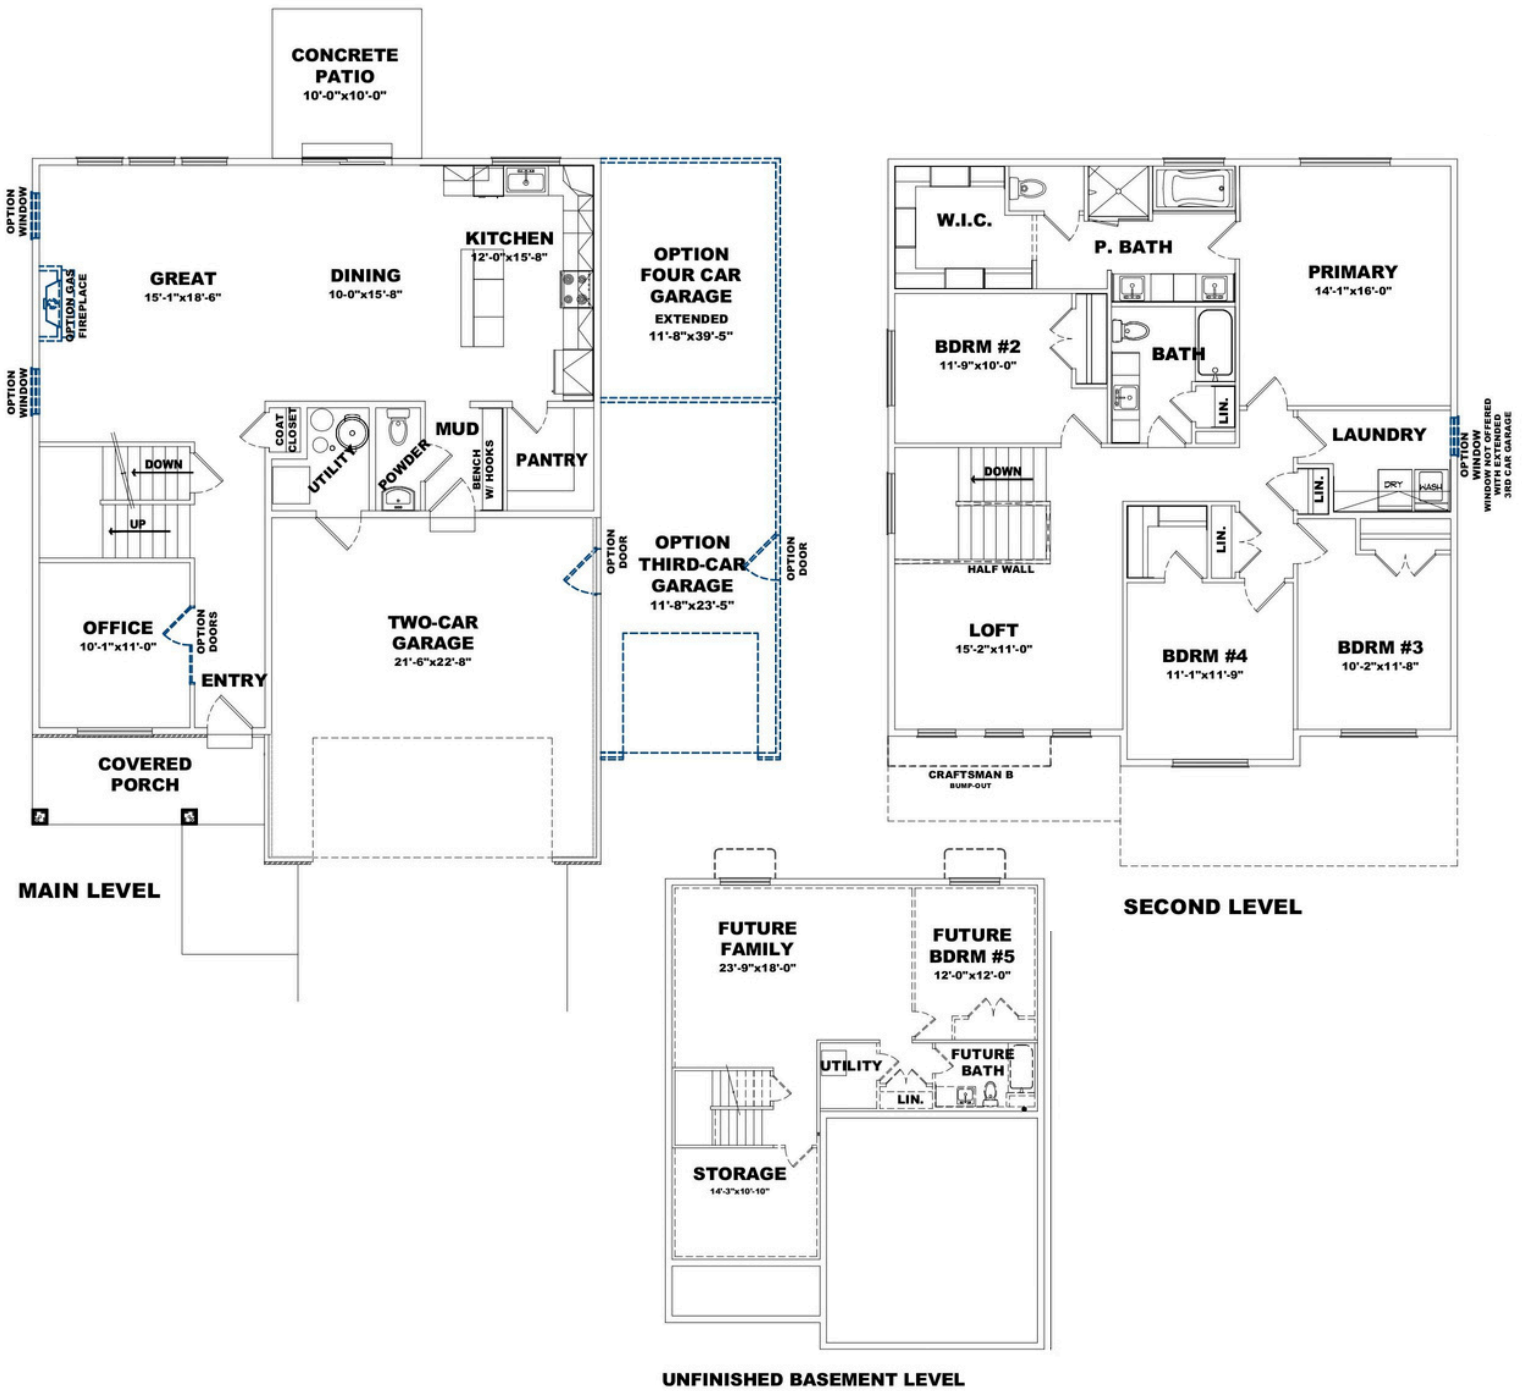 CONCRETE
PATIO
10'-0"x10'-0"
OPTION
WINDOW
OPTION GAS
FIREPLACE
OPTION
WINDOW
GREAT
15'-1"x18'-6"
DINING
10-0"x15'-8"
KITCHEN
12'-0"x15'-8"
OPTION
FOUR CAR
GARAGE
EXTENDED
11'-8"x39'-5"
COAT
CLOSET
UTILITY
POWDER
MUD
BENCH
W/ HOOKS
PANTRY
DOWN
UP
OFFICE
10'-1"x11'-0"
OPTION
DOORS
ENTRY
TWO-CAR
GARAGE
21'-6"x22'-8"
OPTION
DOOR
OPTION
THIRD-CAR
GARAGE
11'-8"x23'-5"
OPTION
DOOR
COVERED
PORCH
MAIN LEVEL
W.I.C.
P. BATH
PRIMARY
14'-1"x16'-0"
BDRM #2
11'-9"x10'-0"
BATH
LIN.
LAUNDRY
DRY
WASH
LIN.
OPTION
WINDOW
WINDOW NOT OFFERED
WITH EXTENDED
3RD CAR GARAGE
DOWN
HALF WALL
LIN.
LOFT
15'-2"x11'-0"
BDRM #4
11'-1"x11'-9"
BDRM #3
10'-2"x11'-8"
CRAFTSMAN B
BUMP-OUT
SECOND LEVEL
FUTURE
FAMILY
23'-9"x18'-0"
FUTURE
BDRM #5
12'-0"x12'-0"
UTILITY
LIN.
FUTURE
BATH
STORAGE
14'-3"x10'-10"
UNFINISHED BASEMENT LEVEL